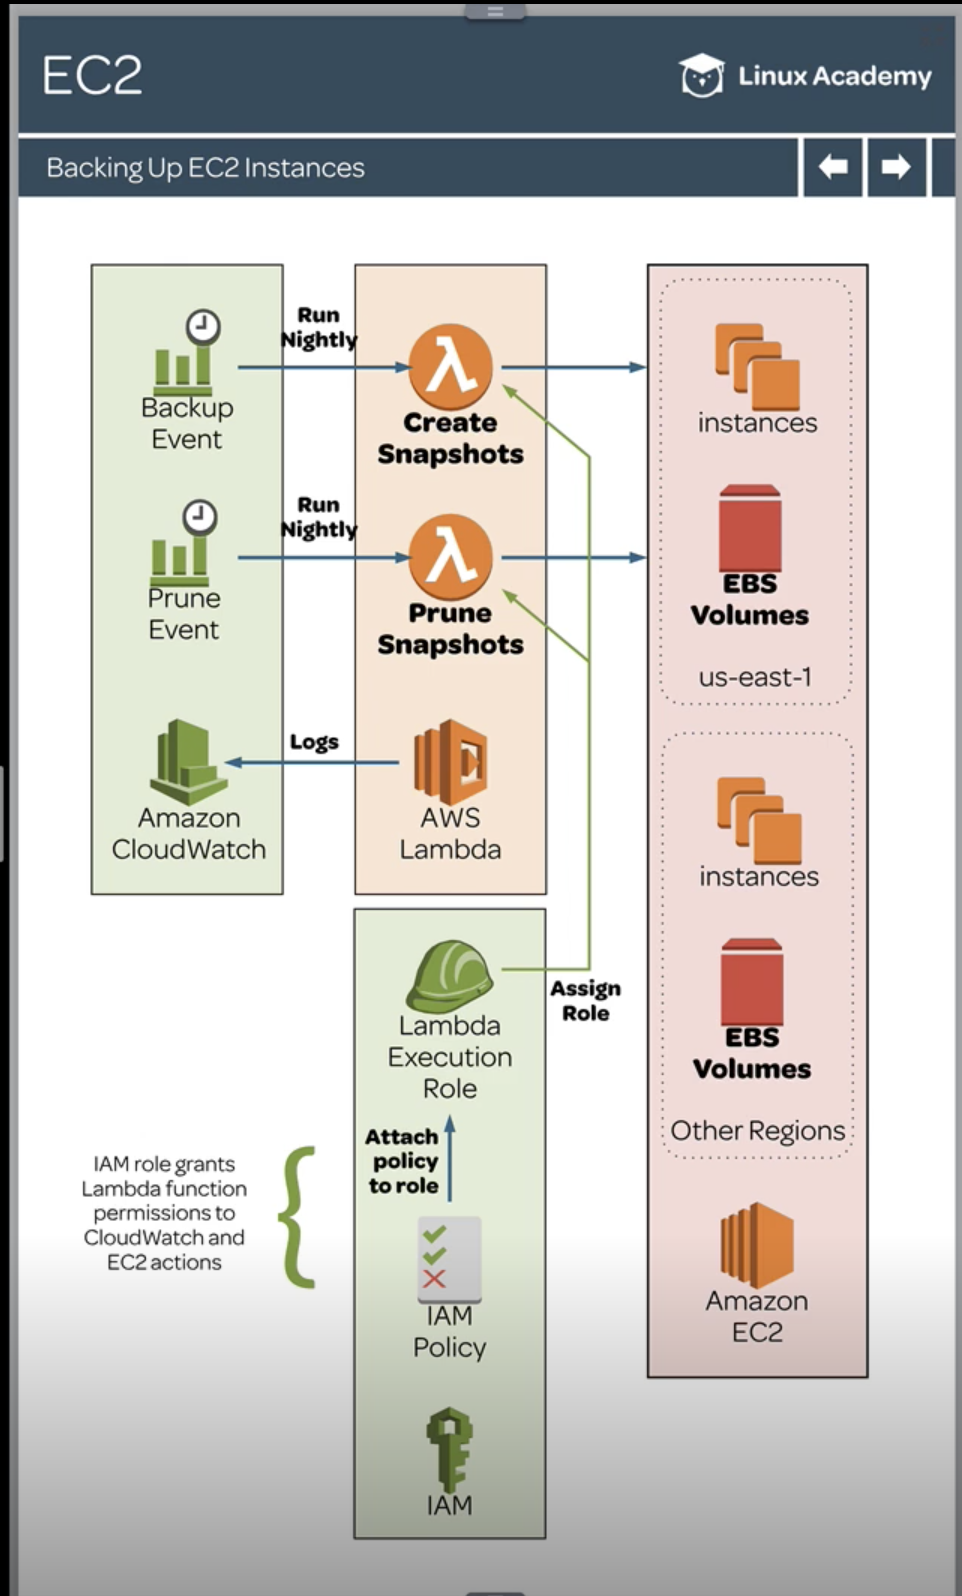 EC2
Linux Academy
Backing Up EC2 Instances
Run
Nightly
Backup
Event
Create
Snapshots
instances
Run
Nightly
Prune
Event
Prune
Snapshots
EBS
Volumes
us-east-1
Logs
Amazon
CloudWatch
AWS
Lambda
instances
Lambda
Execution
Role
Assign
Role
EBS
Volumes
Other Regions
Attach
policy
to role
IAM role grants
Lambda function
permissions to
CloudWatch and
EC2 actions
IAM
Policy
Amazon
EC2
IAM